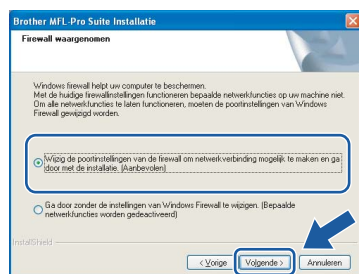 Brother MFL-Pro Suite Installatie
Firewall waargenomen
Windows firewall helpt uw computer te beschermen.
Met de huidige firewallinstellingen functioneren bepaalde netwerkfuncties op uw machine niet.
Om alle netwerkfuncties te laten functioneren, moeten de poortinstellingen van Windows
Firewall gewijzigd worden.
Wijzig de poortinstellingen van de firewall om netwerkverbinding mogelijk te maken en ga
door met de installatie. (Aanbevolen)
Ga door zonder de instellingen van Windows Firewall te wijzigen. (Bepaalde
netwerkfuncties worden gedeactiveerd)
InstallShield
< Vorige
Volgende >
Annuleren